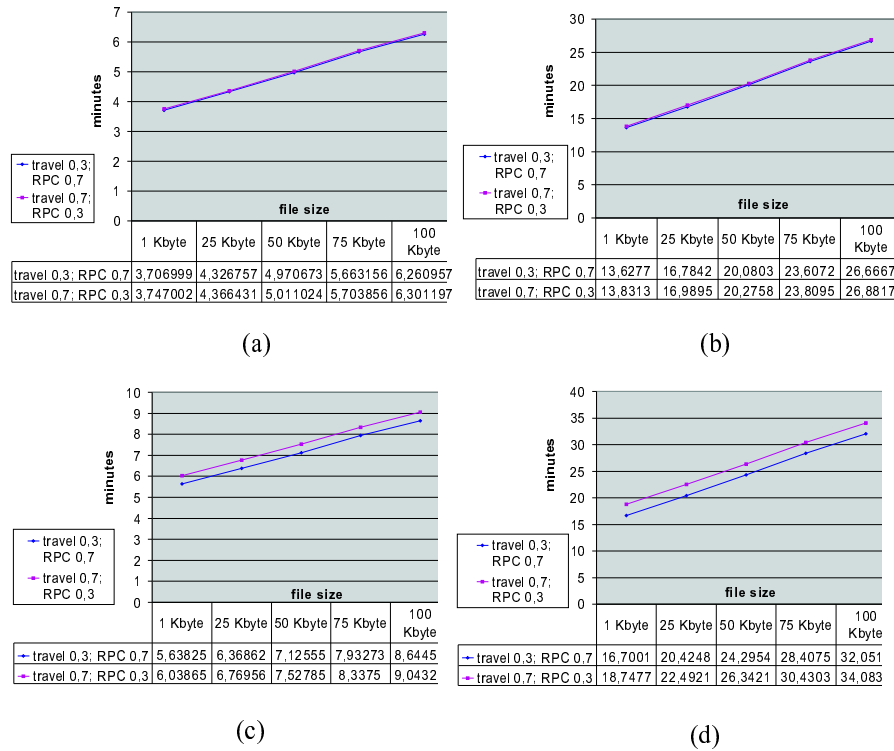 7
6
5
4
3
2
1
0
minutes
travel 0,3;
RPC 0,7
travel 0,7;
RPC 0,3
file size
1 Kbyte 25 Kbyte 50 Kbyte 75 Kbyte 100
Kbyte
travel 0,3; RPC 0,7 3,706999 4,326757 4,970673 5,663156 6,260957
travel 0,7; RPC 0,3 3,747002 4,366431 5,011024 5,703856 6,301197
(a)
30
25
20
15
10
5
0
minutes
travel 0,3;
RPC 0,7
travel 0,7;
RPC 0,3
file size
1 Kbyte 25 Kbyte 50 Kbyte 75 Kbyte 100
Kbyte
travel 0,3; RPC 0,7 13,6277 16,7842 20,0803 23,6072 26,6667
travel 0,7; RPC 0,3 13,8313 16,9895 20,2758 23,8095 26,8817
(b)
10
9
8
7
6
5
4
3
2
1
0
minutes
travel 0,3;
RPC 0,7
travel 0,7;
RPC 0,3
file size
1 Kbyte 25 Kbyte 50 Kbyte 75 Kbyte 100
Kbyte
travel 0,3; RPC 0,7 5,63825 6,36862 7,12555 7,93273 8,6445
travel 0,7; RPC 0,3 6,03865 6,76956 7,52785 8,3375 9,0432
(c)
40
35
30
25
20
15
10
5
0
minutes
travel 0,3;
RPC 0,7
travel 0,7;
RPC 0,3
file size
1 Kbyte 25 Kbyte 50 Kbyte 75 Kbyte 100
Kbyte
travel 0,3; RPC 0,7 16,7001 20,4248 24,2954 28,4075 32,051
travel 0,7; RPC 0,3 18,7477 22,4921 26,3421 30,4303 34,083
(d)